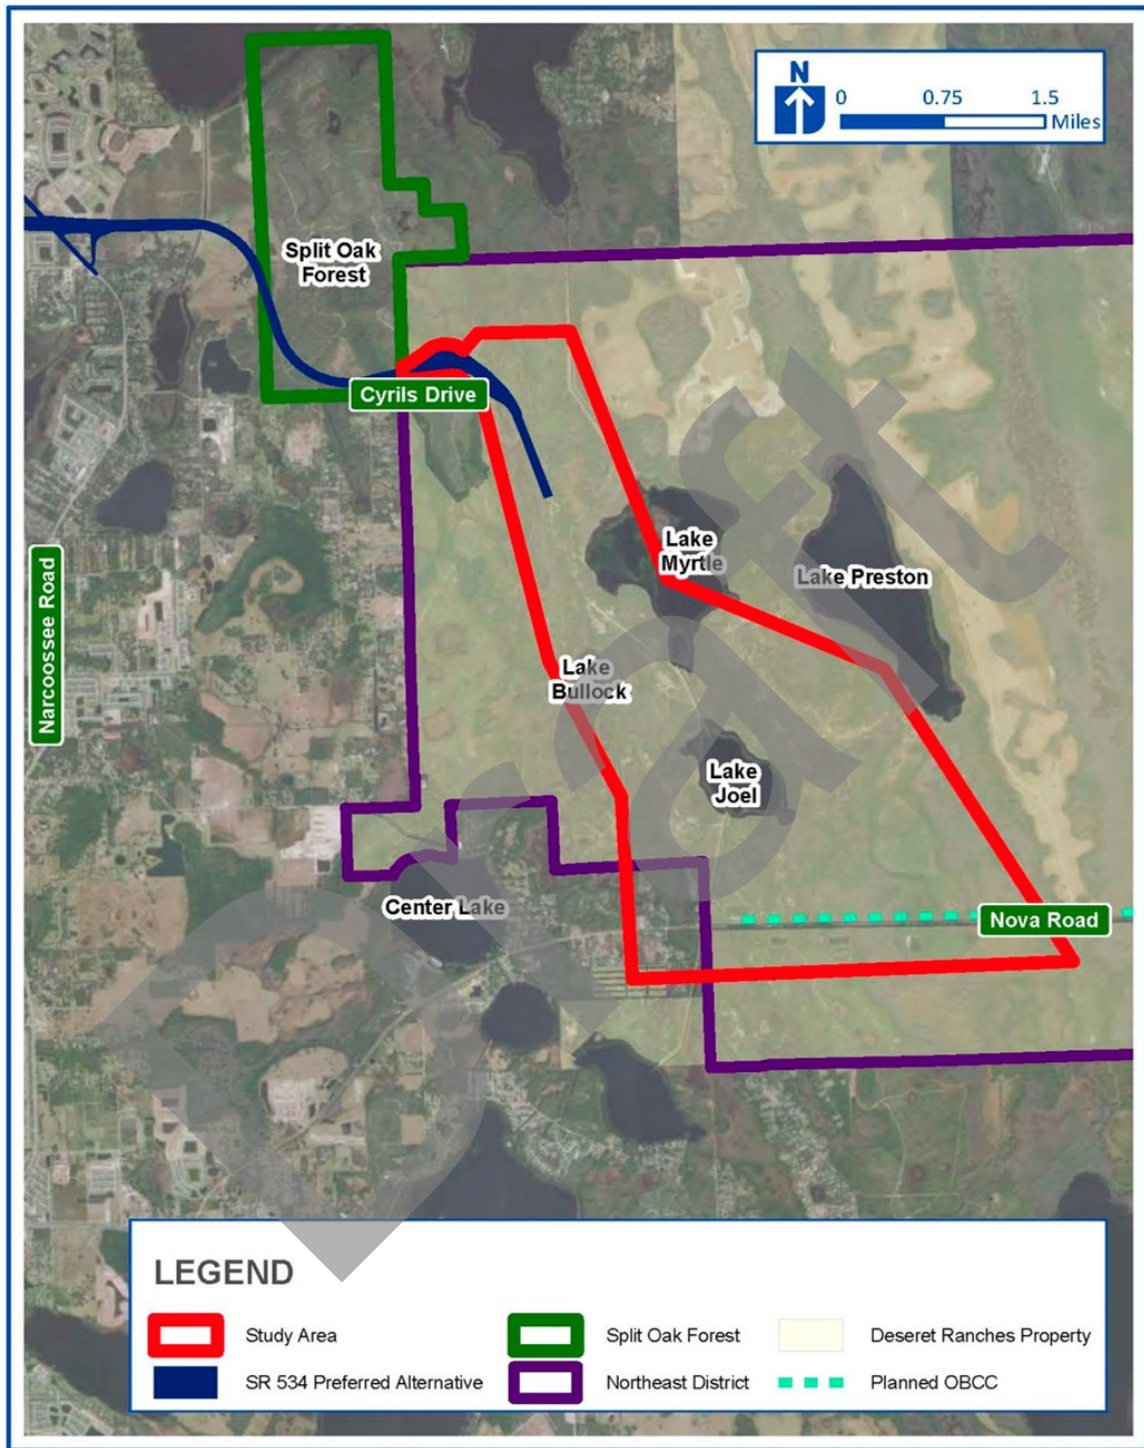 N
0 0.75 1.5
Miles
Split Oak
Forest
Cyrils Drive
Lake
Myrtle
Lake Preston
Narcoossee Road
Lake
Bullock
Lake
Joel
Center Lake
Nova Road
Draft
LEGEND
Study Area
Split Oak Forest
Deseret Ranches Property
SR 534 Preferred Alternative
Northeast District
Planned OBCC